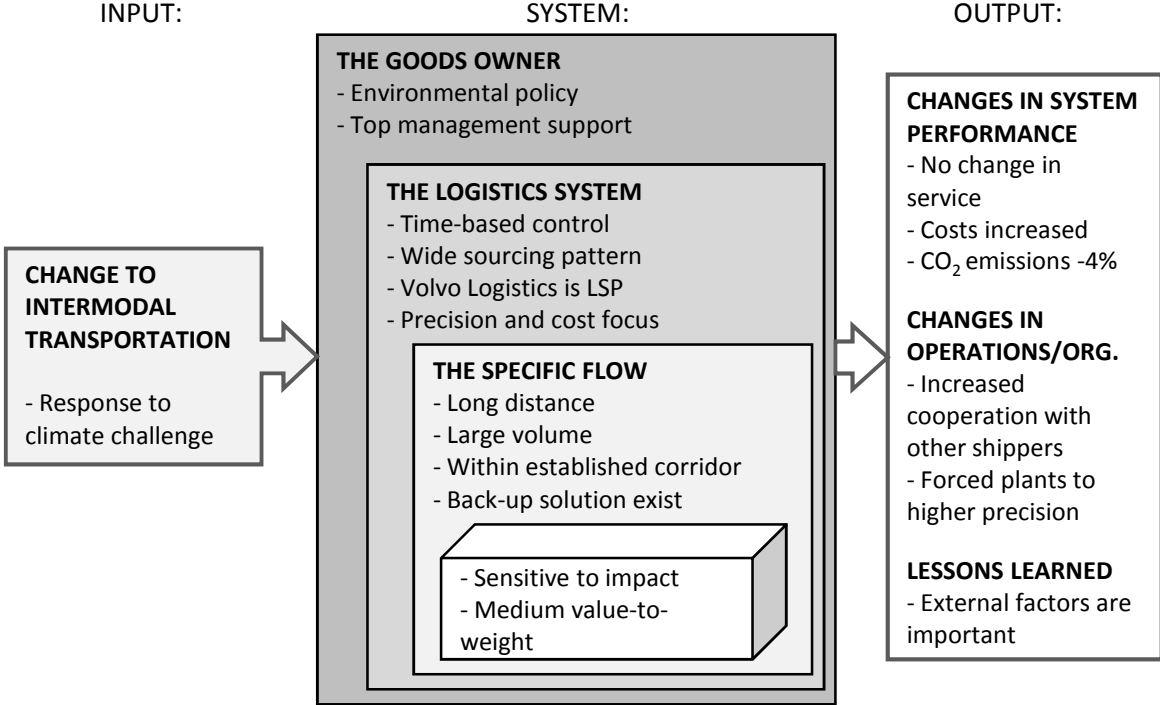 INPUT:
SYSTEM:
OUTPUT:
CHANGE TO
INTERMODAL
TRANSPORTATION
- Response to
climate challenge
THE GOODS OWNER
- Environmental policy
- Top management support
THE LOGISTICS SYSTEM
- Time-based control
- Wide sourcing pattern
- Volvo Logistics is LSP
- Precision and cost focus
THE SPECIFIC FLOW
- Long distance
- Large volume
- Within established corridor
- Back-up solution exist
- Sensitive to impact
- Medium value-to-
weight
CHANGES IN SYSTEM
PERFORMANCE
- No change in
service
- Costs increased
- CO₂ emissions -4%
CHANGES IN
OPERATIONS/ORG.
- Increased
cooperation with
other shippers
- Forced plants to
higher precision
LESSONS LEARNED
- External factors are
important